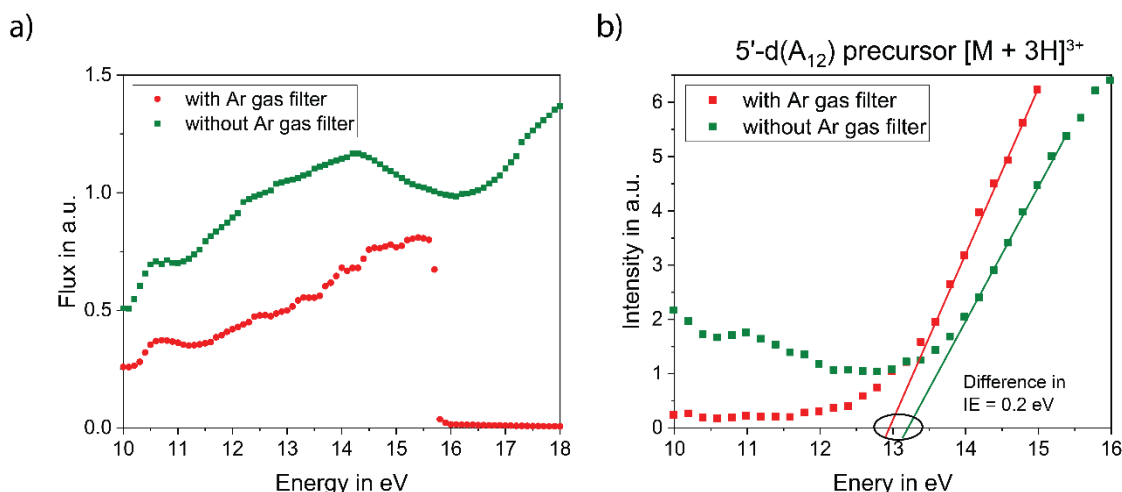 a)
1.5
1.0
0.5
0.0
Flux in a.u.
with Ar gas filter
without Ar gas filter
10 11 12 13 14 15 16 17 18
Energy in eV
b)
5'-d(A₁₂) precursor [M + 3H]³⁺
6
5
4
3
2
1
0
Intensity in a.u.
with Ar gas filter
without Ar gas filter
Difference in
IE = 0.2 eV
10 11 12 13 14 15 16
Enery in eV